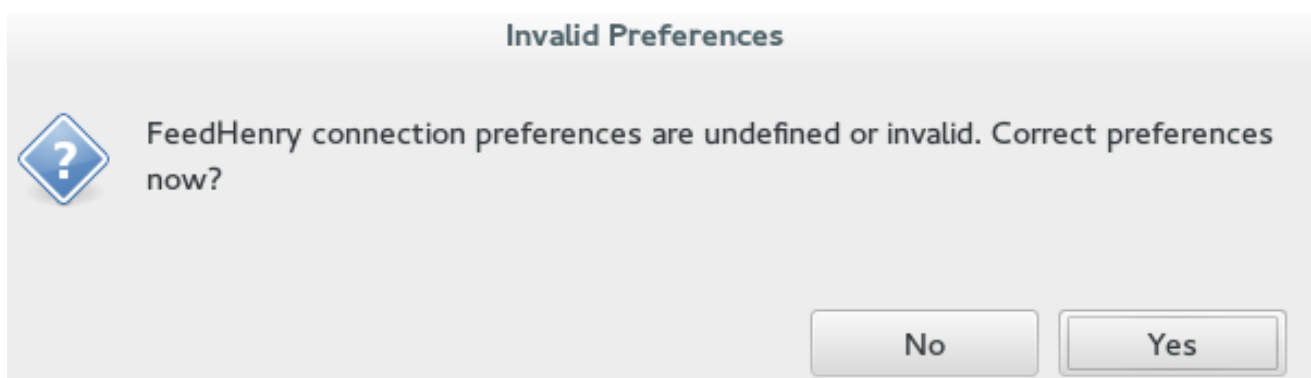 Invalid Preferences
FeedHenry connection preferences are undefined or invalid. Correct preferences
now?
No
Yes